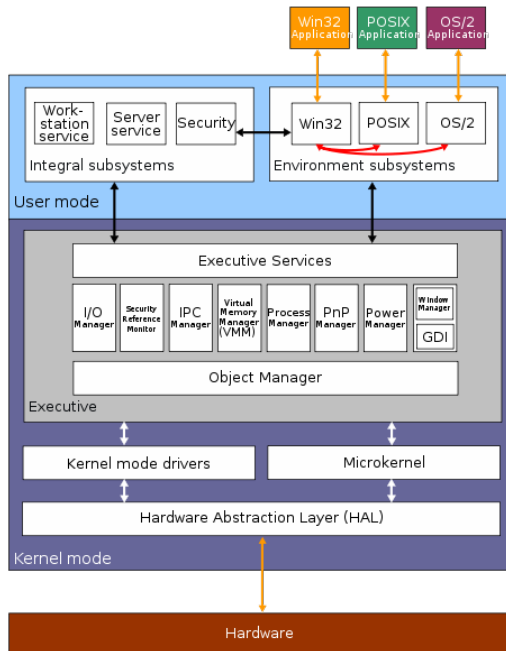 Win32
Application
POSIX
Application
OS/2
Application
Work-
station
service
Server
service
Security
Integral subsystems
Win32
POSIX
OS/2
Environment subsystems
User mode
Executive Services
I/O
Manager
Security
Reference
Monitor
IPC
Manager
Virtual
Memory
Manager
(VMM)
Process
Manager
PnP
Manager
Power
Manager
Window
Manager
GDI
Object Manager
Executive
Kernel mode drivers
Microkernel
Hardware Abstraction Layer (HAL)
Kernel mode
Hardware